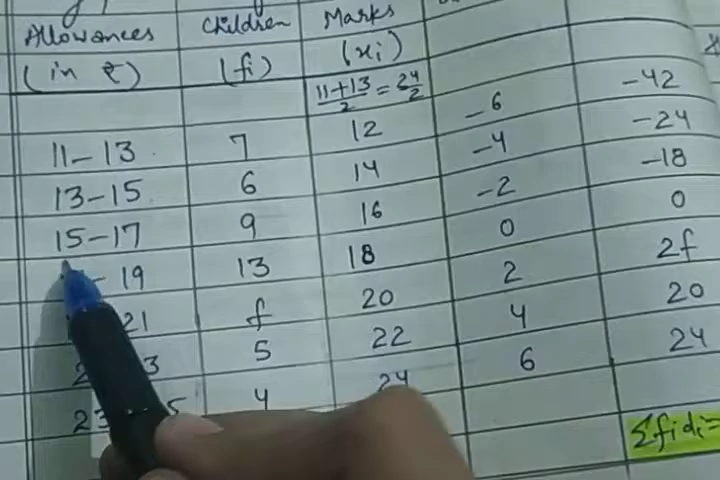 Allowances Children Marks
(in ₹) (fi) (xi)
11+13/2 = 24/2
11-13 7 12 -6 -42
13-15 6 14 -4 -24
15-17 9 16 -2 -18
- 19 13 18 0 0
21 f 20 2 2f
2 3 5 22 4 20
23 - 5 4 24 6 24
Σfidi=